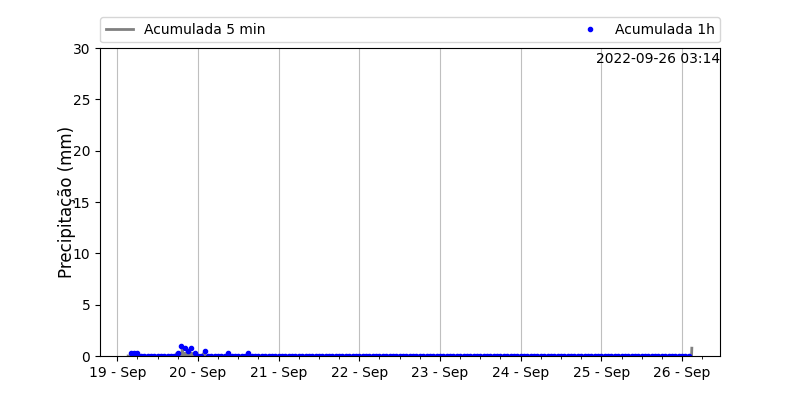 Acumulada 5 min
Acumulada 1h
2022-09-26 03:14
Precipitação (mm)
30
25
20
15
10
5
0
19 - Sep
20 - Sep
21 - Sep
22 - Sep
23 - Sep
24 - Sep
25 - Sep
26 - Sep